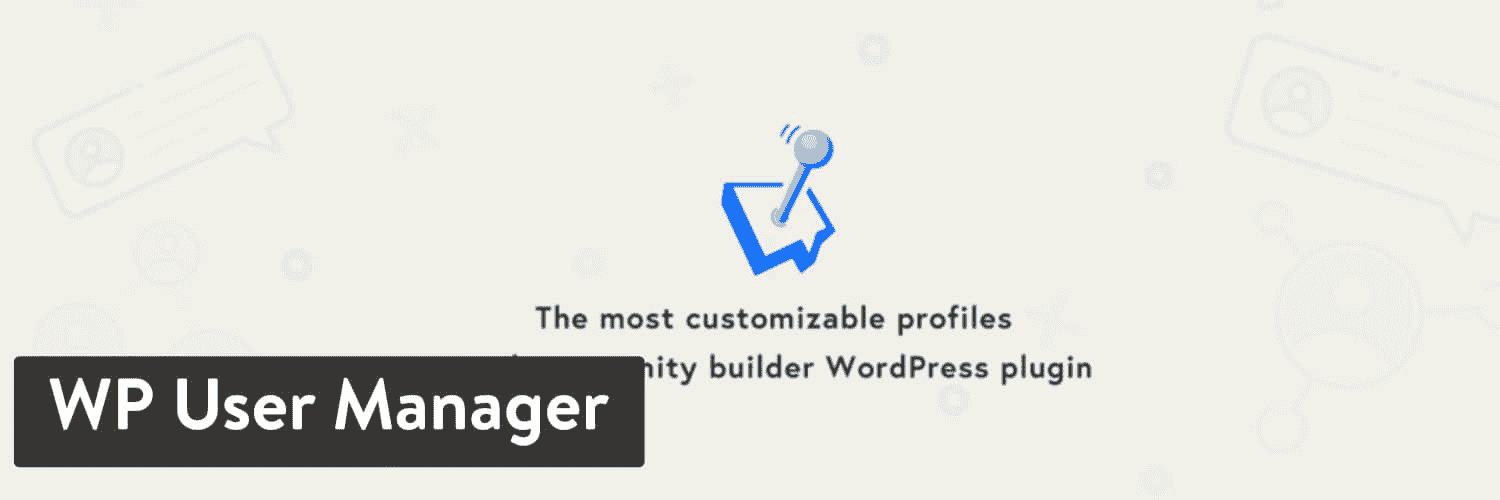 The most customizable profiles
builder WordPress plugin
WP User Manager